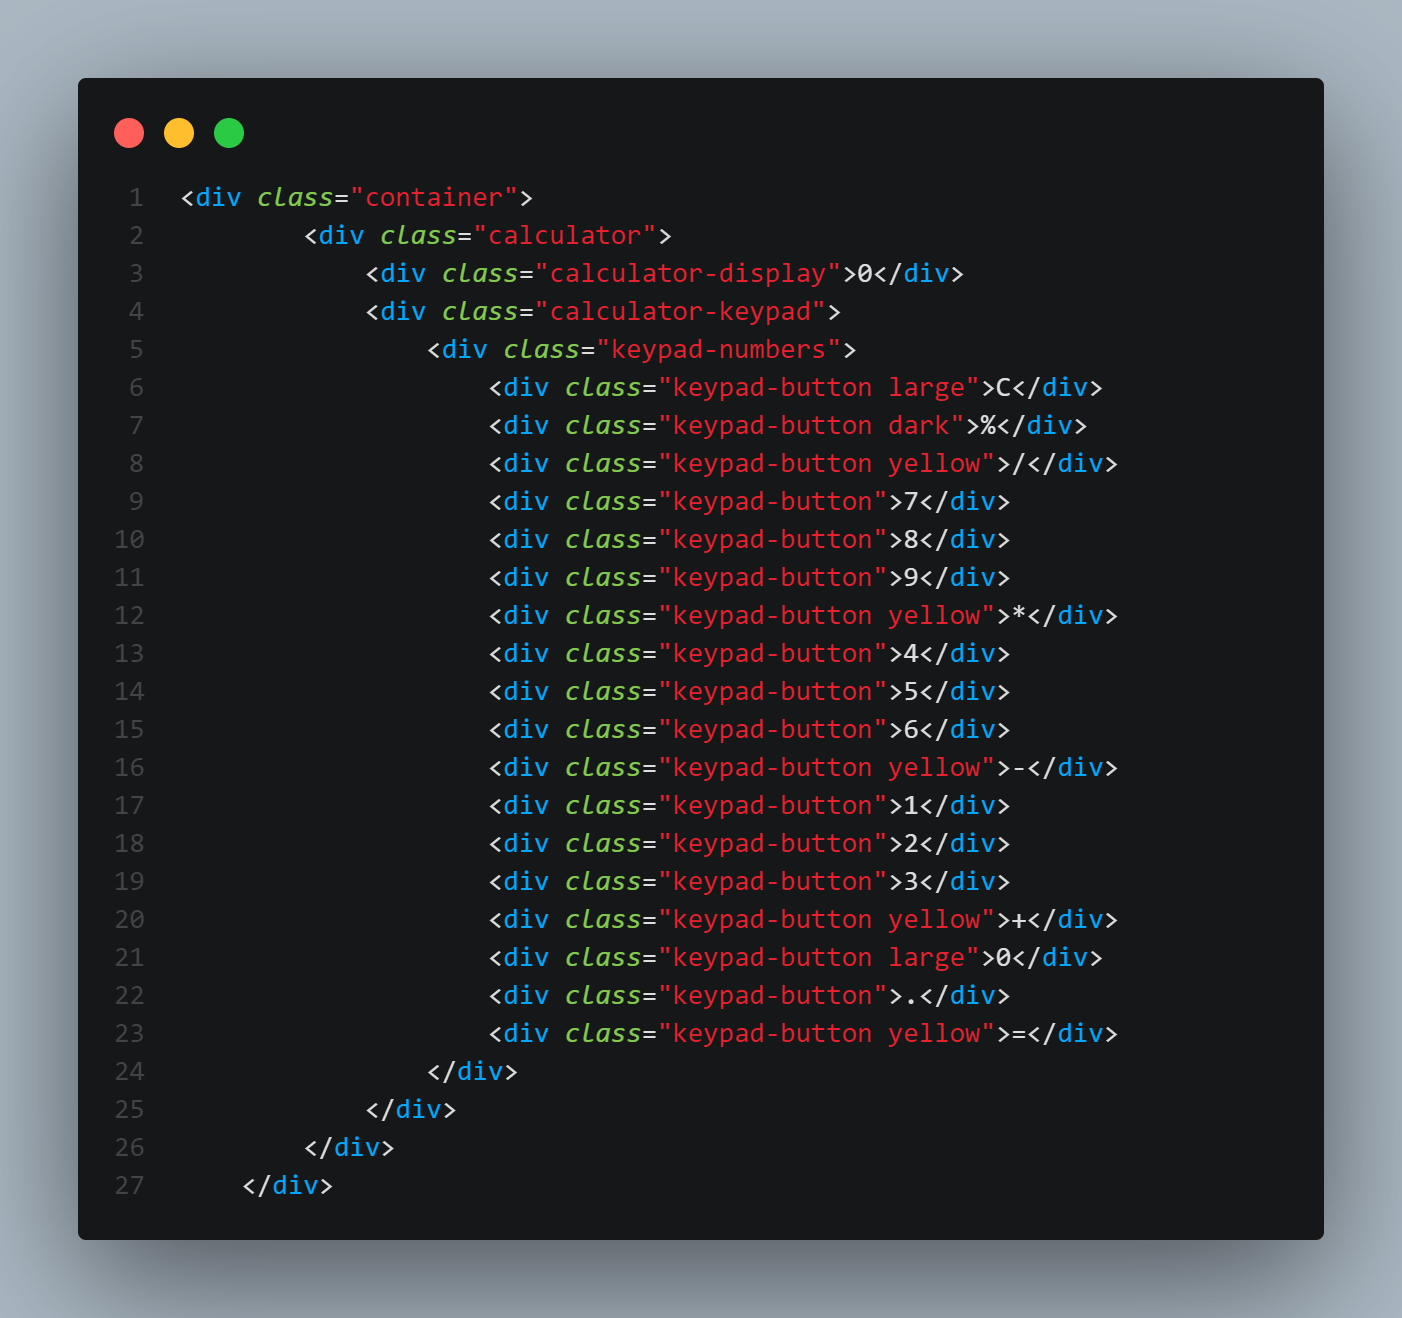 1 <div class="container">
2         <div class="calculator">
3             <div class="calculator-display">0</div>
4             <div class="calculator-keypad">
5                 <div class="keypad-numbers">
6                     <div class="keypad-button large">C</div>
7                     <div class="keypad-button dark">%</div>
8                     <div class="keypad-button yellow">/</div>
9                     <div class="keypad-button">7</div>
10                     <div class="keypad-button">8</div>
11                     <div class="keypad-button">9</div>
12                     <div class="keypad-button yellow">*</div>
13                     <div class="keypad-button">4</div>
14                     <div class="keypad-button">5</div>
15                     <div class="keypad-button">6</div>
16                     <div class="keypad-button yellow">-</div>
17                     <div class="keypad-button">1</div>
18                     <div class="keypad-button">2</div>
19                     <div class="keypad-button">3</div>
20                     <div class="keypad-button yellow">+</div>
21                     <div class="keypad-button large">0</div>
22                     <div class="keypad-button">.</div>
23                     <div class="keypad-button yellow">=</div>
24                 </div>
25             </div>
26         </div>
27     </div>